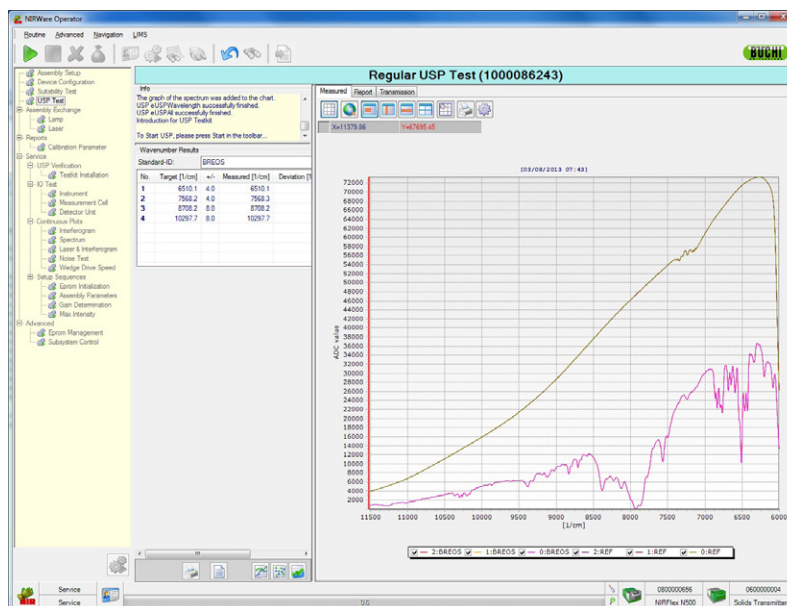 NIRWare Operator
Routine Advanced Navigation LIMS
BUCHI
Assembly Setup
Device Configuration
Suitability Test
USP Test
Assembly Exchange
Lamp
Laser
Reports
Calibration Parameter
Service
USP Verification
Testkit Installation
IO Test
Instrument
Measurement Cell
Detector Unit
Continuous Plots
Interferogram
Spectrum
Laser & Interferogram
Noise Test
Wedge Drive Speed
Setup Sequences
Eprom Initialization
Assembly Parameters
Gain Determination
Max Intensity
Advanced
Eprom Management
Subsystem Control
Regular USP Test (1000086243)
Info
The graph of the spectrum was added to the chart.
USP eUSPWavelength successfully finished.
USP eUSPAll successfully finished.
Introduction for USP Testkit
To Start USP, please press Start in the toolbar...
Wavenumber Results
Standard-ID: BREOS
No. Target [1/cm] +/- Measured [1/cm] Deviation [1
1 6510.1 4.0 6510.1
2 7568.2 4.0 7568.3
3 8708.2 8.0 8708.2
4 10297.7 8.0 10297.7
Measured Report Transmission
X=11379.86 Y=67695.45
[03/08/2013 07:43]
72000
70000
68000
66000
64000
62000
60000
58000
56000
54000
52000
50000
48000
46000
44000
42000
40000
38000
36000
34000
32000
30000
28000
26000
24000
22000
20000
18000
16000
14000
12000
10000
8000
6000
4000
2000
ADC value
11500 11000 10500 10000 9500 9000 8500 8000 7500 7000 6500 6000
[1/cm]
2:BREOS 1:BREOS 0:BREOS 2:REF 1:REF 0:REF
NIR
Service
Service
0800000656
NIRFlex N500
0600000004
Solids Transmittan